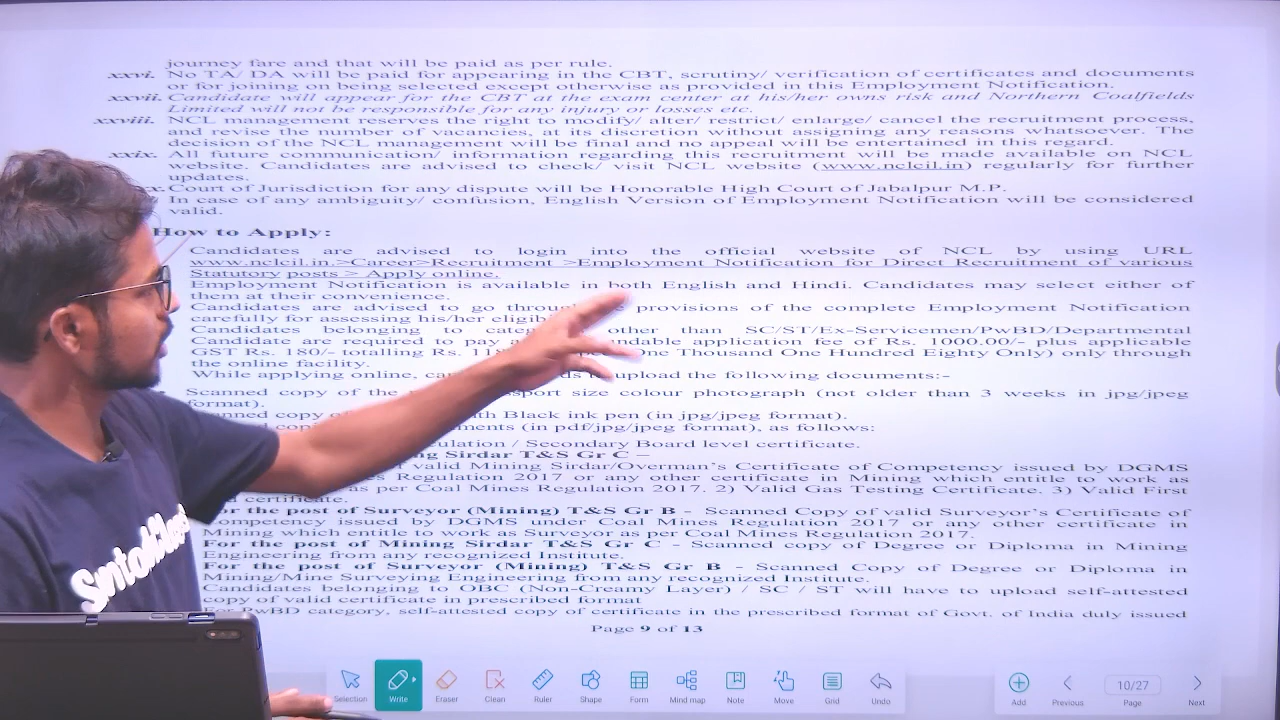 journey fare and that will be paid as per rule.
xxvi. No TA/ DA will be paid for appearing in the CBT, scrutiny/ verification of certificates and documents
or for joining on being selected except otherwise as provided in this Employment Notification.
xxvii. Candidate will appear for the CBT at the exam center at his/her owns risk and Northern Coalfields
Limited will not be responsible for any injury or losses etc.
xxviii. NCL management reserves the right to modify/ alter/ restrict/ enlarge/ cancel the recruitment process,
and revise the number of vacancies, at its discretion without assigning any reasons whatsoever. The
decision of the NCL management will be final and no appeal will be entertained in this regard.
xxix. All future communication/ information regarding this recruitment will be made available on NCL
website. Candidates are advised to check/ visit NCL website (www.nclcil.in) regularly for further
updates.
x. Court of Jurisdiction for any dispute will be Honorable High Court of Jabalpur M.P.
In case of any ambiguity/ confusion, English Version of Employment Notification will be considered
valid.
How to Apply:
Candidates are advised to login into the official website of NCL by using URL
www.nclcil.in.>Career>Recruitment >Employment Notification for Direct Recruitment of various
Statutory posts > Apply online.
Employment Notification is available in both English and Hindi. Candidates may select either of
them at their convenience.
Candidates are advised to go through provisions of the complete Employment Notification
carefully for assessing his/her
Candidates belonging to other than SC/ST/Ex-Servicemen/PwBD/Departmental
Candidate are required to pay a application fee of Rs. 1000.00/- plus applicable
GST Rs. 180/- totalling Rs. One Thousand One Hundred Eighty Only) only through
the online facility.
While applying online, upload the following documents:-
Scanned copy of the size colour photograph (not older than 3 weeks in jpg/jpeg
format).
Black ink pen (in jpg/jpeg format).
(in pdf/jpg/jpeg format), as follows:
/ Secondary Board level certificate.
Sirdar T&S Gr C –
valid Mining Sirdar/Overman's Certificate of Competency issued by DGMS
Regulation 2017 or any other certificate in Mining which entitle to work as
as per Coal Mines Regulation 2017. 2) Valid Gas Testing Certificate. 3) Valid First
certificate.
for the post of Surveyor (Mining) T&S Gr B - Scanned Copy of valid Surveyor's Certificate of
Competency issued by DGMS under Coal Mines Regulation 2017 or any other certificate in
Mining which entitle to work as Surveyor as per Coal Mines Regulation 2017.
For the post of Mining Sirdar T&S Gr C - Scanned copy of Degree or Diploma in Mining
Engineering from any recognized Institute.
For the post of Surveyor (Mining) T&S Gr B - Scanned Copy of Degree or Diploma in
Mining/Mine Surveying Engineering from any recognized Institute.
Candidates belonging to OBC (Non-Creamy Layer) / SC / ST will have to upload self-attested
copy of valid certificate in prescribed format
For PwBD category, self-attested copy of certificate in the prescribed format of Govt. of India duly issued
Page 9 of 13
Selection Write Eraser Clean Ruler Shape Form Mind map Note Move Grid Undo
Add Previous 10/27 Page Next